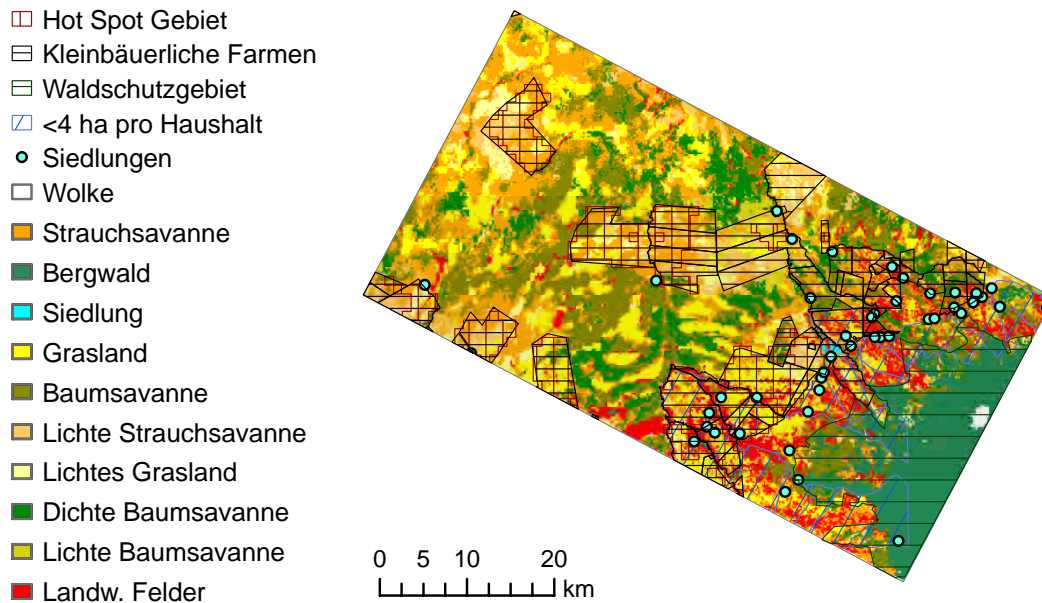 Hot Spot Gebiet
Kleinbäuerliche Farmen
Waldschutzgebiet
<4 ha pro Haushalt
Siedlungen
Wolke
Strauchsavanne
Bergwald
Siedlung
Grasland
Baumsavanne
Lichte Strauchsavanne
Lichtes Grasland
Dichte Baumsavanne
Lichte Baumsavanne
Landw. Felder
0 5 10 20
km